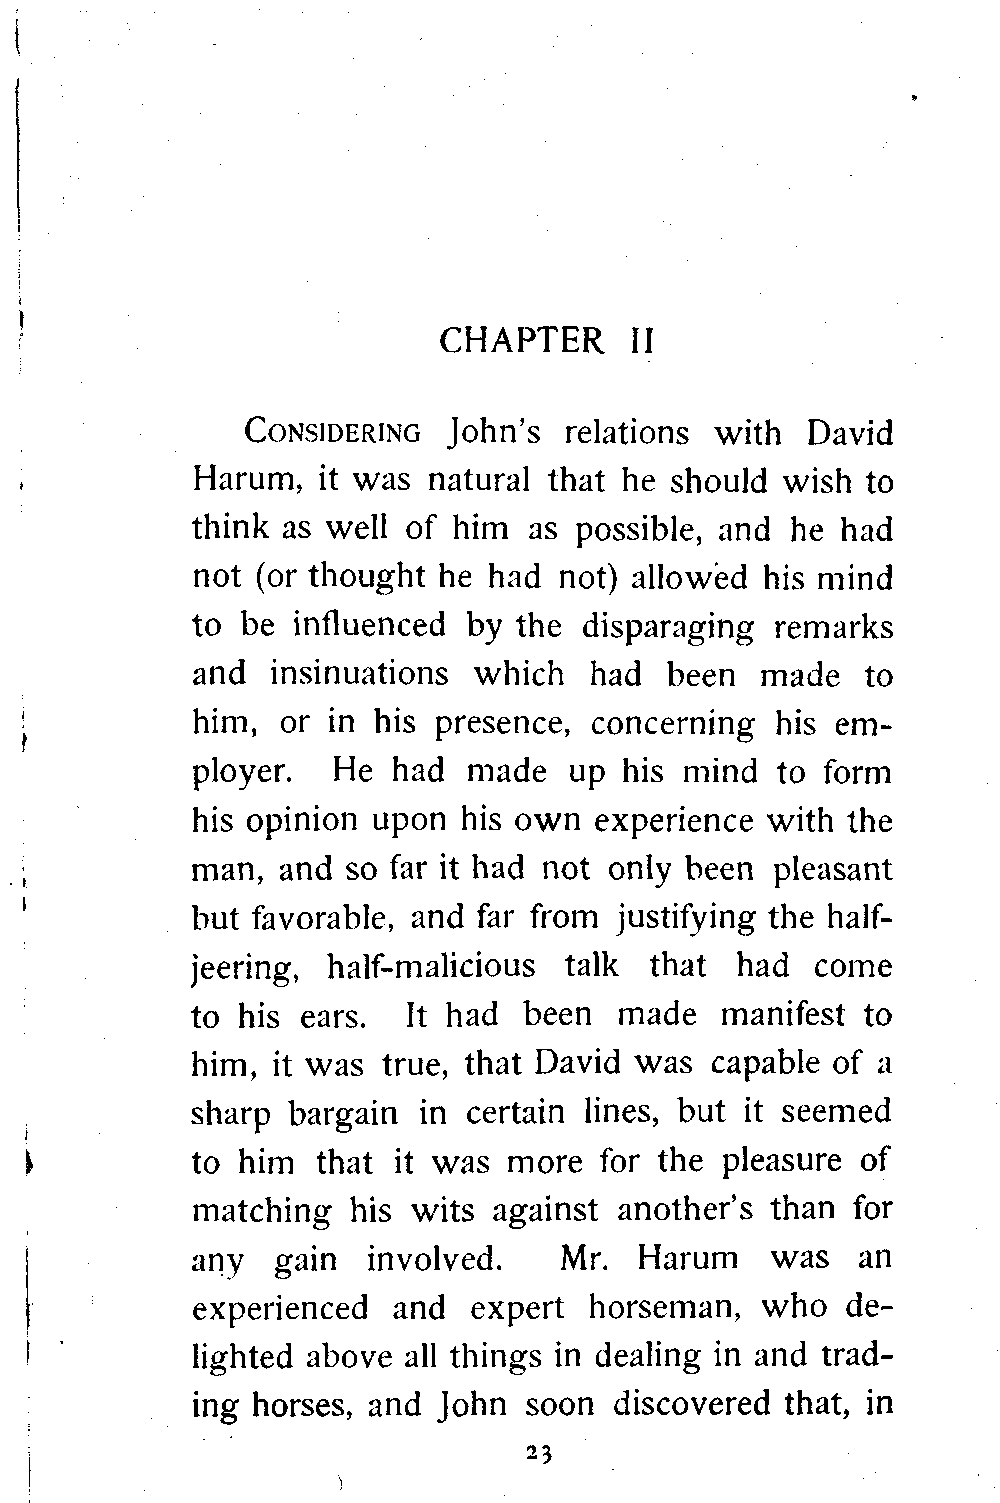 CHAPTER II
CONSIDERING John's relations with David
Harum, it was natural that he should wish to
think as well of him as possible, and he had
not (or thought he had not) allowed his mind
to be influenced by the disparaging remarks
and insinuations which had been made to
him, or in his presence, concerning his em-
ployer. He had made up his mind to form
his opinion upon his own experience with the
man, and so far it had not only been pleasant
but favorable, and far from justifying the half-
jeering, half-malicious talk that had come
to his ears. It had been made manifest to
him, it was true, that David was capable of a
sharp bargain in certain lines, but it seemed
to him that it was more for the pleasure of
matching his wits against another's than for
any gain involved. Mr. Harum was an
experienced and expert horseman, who de-
lighted above all things in dealing in and trad-
ing horses, and John soon discovered that, in
23